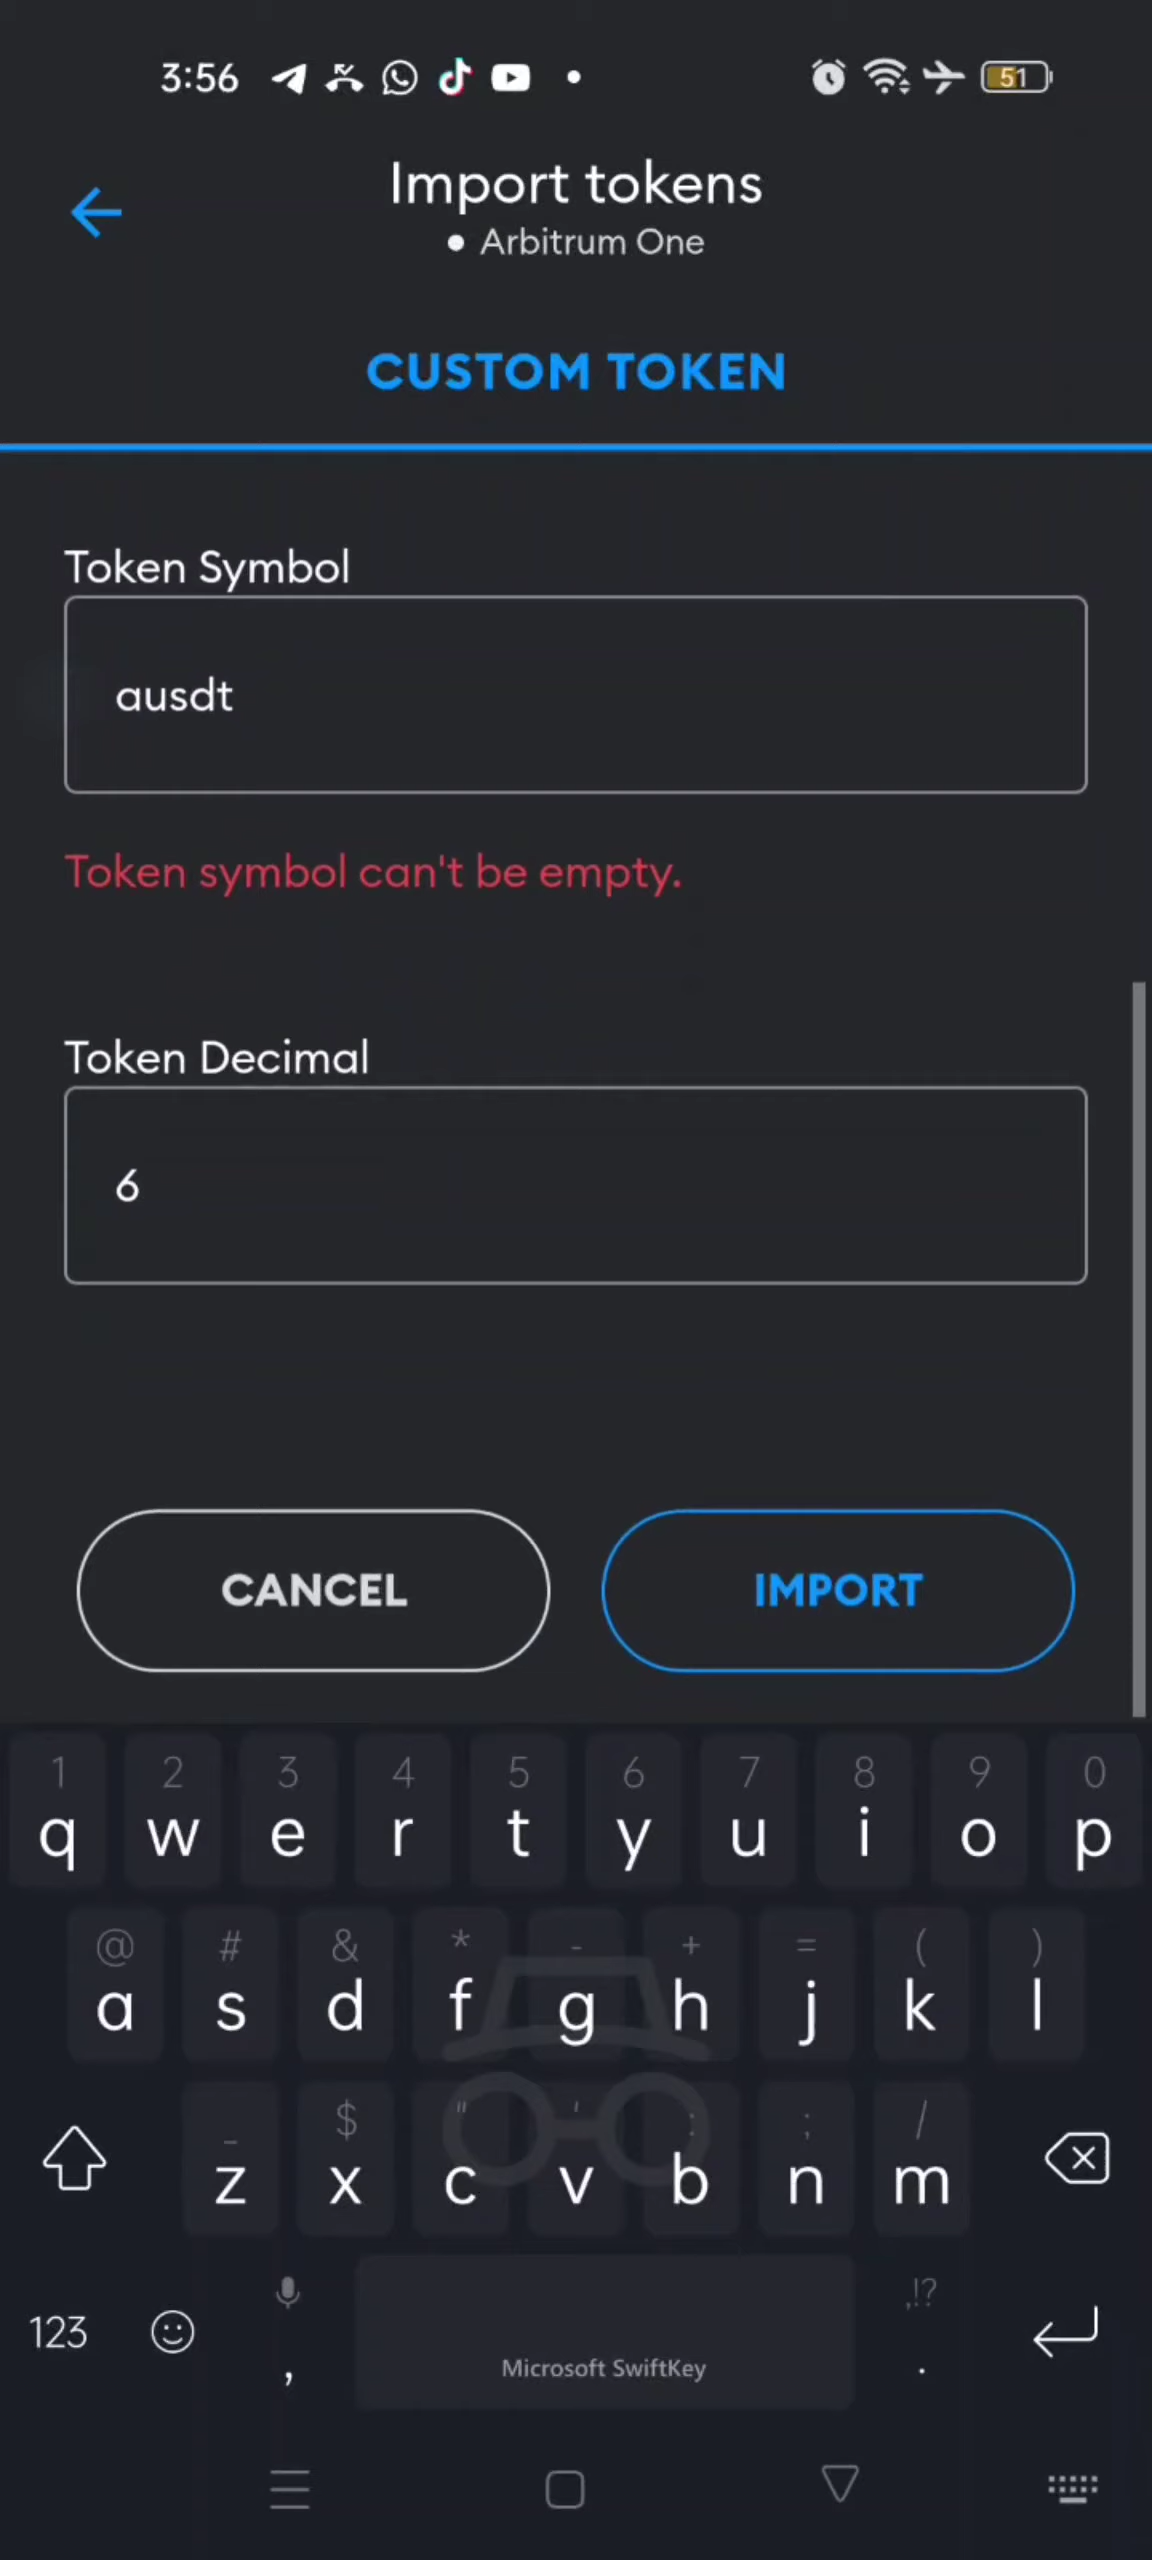 3:56
51
Import tokens
Arbitrum One
CUSTOM TOKEN
Token Symbol
ausdt
Token symbol can't be empty.
Token Decimal
6
CANCEL IMPORT
1 2 3 4 5 6 7 8 9 0
q w e r t y u i o p
@ # & * - + = ( )
a s d f g h j k l
_ $ " ' : ; /
z x c v b n m
123 , Microsoft SwiftKey ,!? .